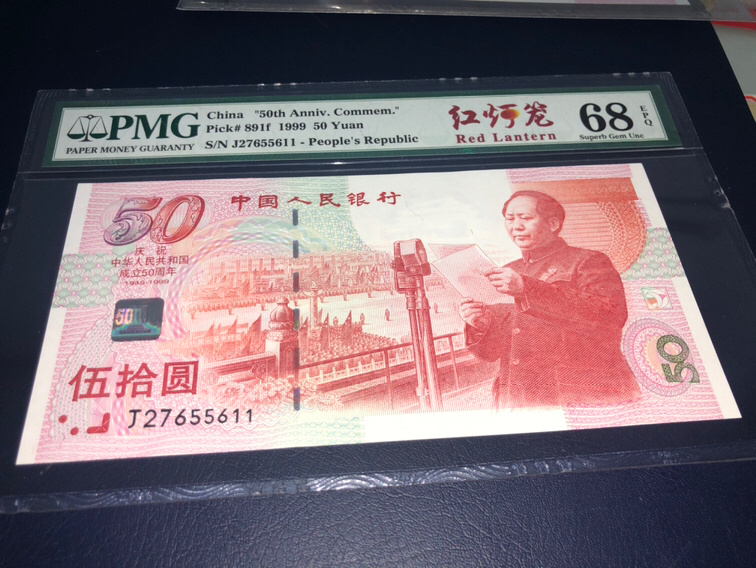 PMG
PAPER MONEY GUARANTY
China "50th Anniv. Commem."
Pick# 891f 1999 50 Yuan
S/N J27655611 - People's Republic
红灯笼
Red Lantern
68 EPQ
Superb Gem Unc
50 中国人民银行
庆祝
中华人民共和国
成立50周年
1949-1999
50
伍拾圆
J27655611
50